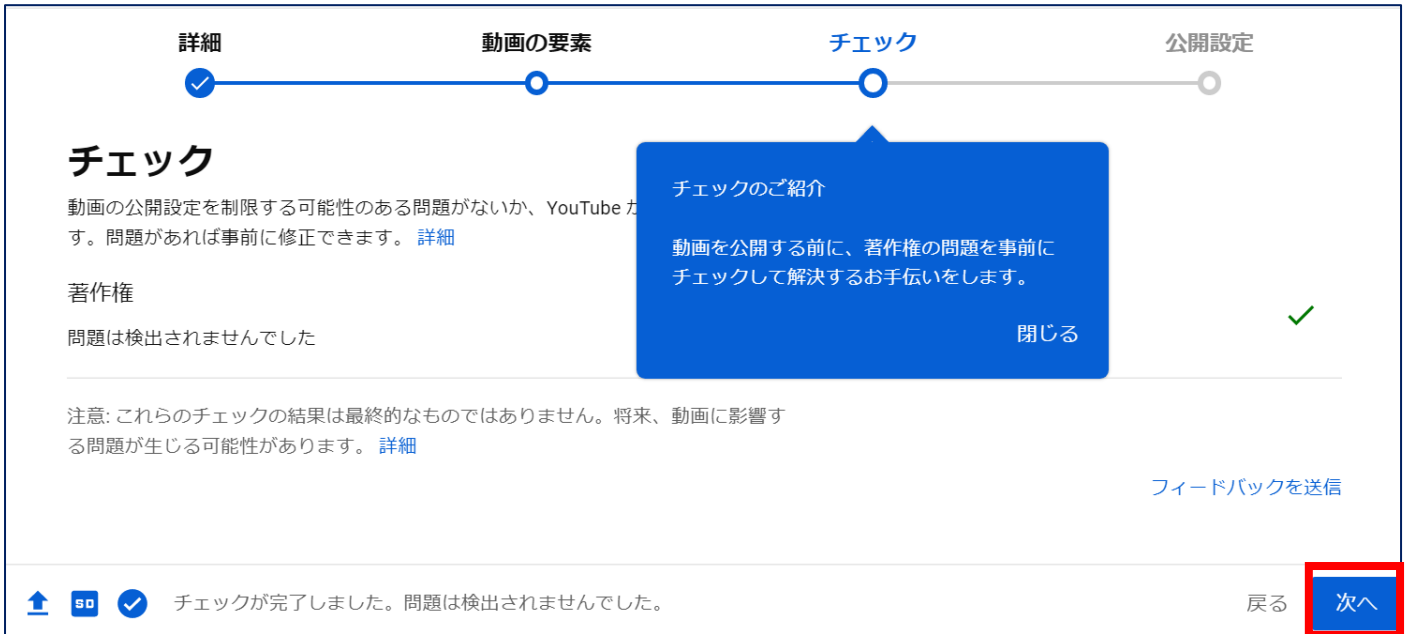 詳細
動画の要素
チェック
公開設定
チェック
動画の公開設定を制限する可能性のある問題がないか、YouTube
す。問題があれば事前に修正できます。 詳細
著作権
問題は検出されませんでした
チェックのご紹介
動画を公開する前に、著作権の問題を事前に
チェックして解決するお手伝いをします。
閉じる
注意: これらのチェックの結果は最終的なものではありません。将来、動画に影響す
る問題が生じる可能性があります。 詳細
フィードバックを送信
SD
チェックが完了しました。問題は検出されませんでした。
戻る
次へ